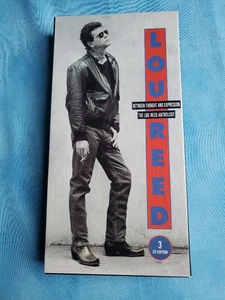 LOU REED
BETWEEN THOUGHT AND EXPRESSION
THE LOU REED ANTHOLOGY
3
CD EDITION